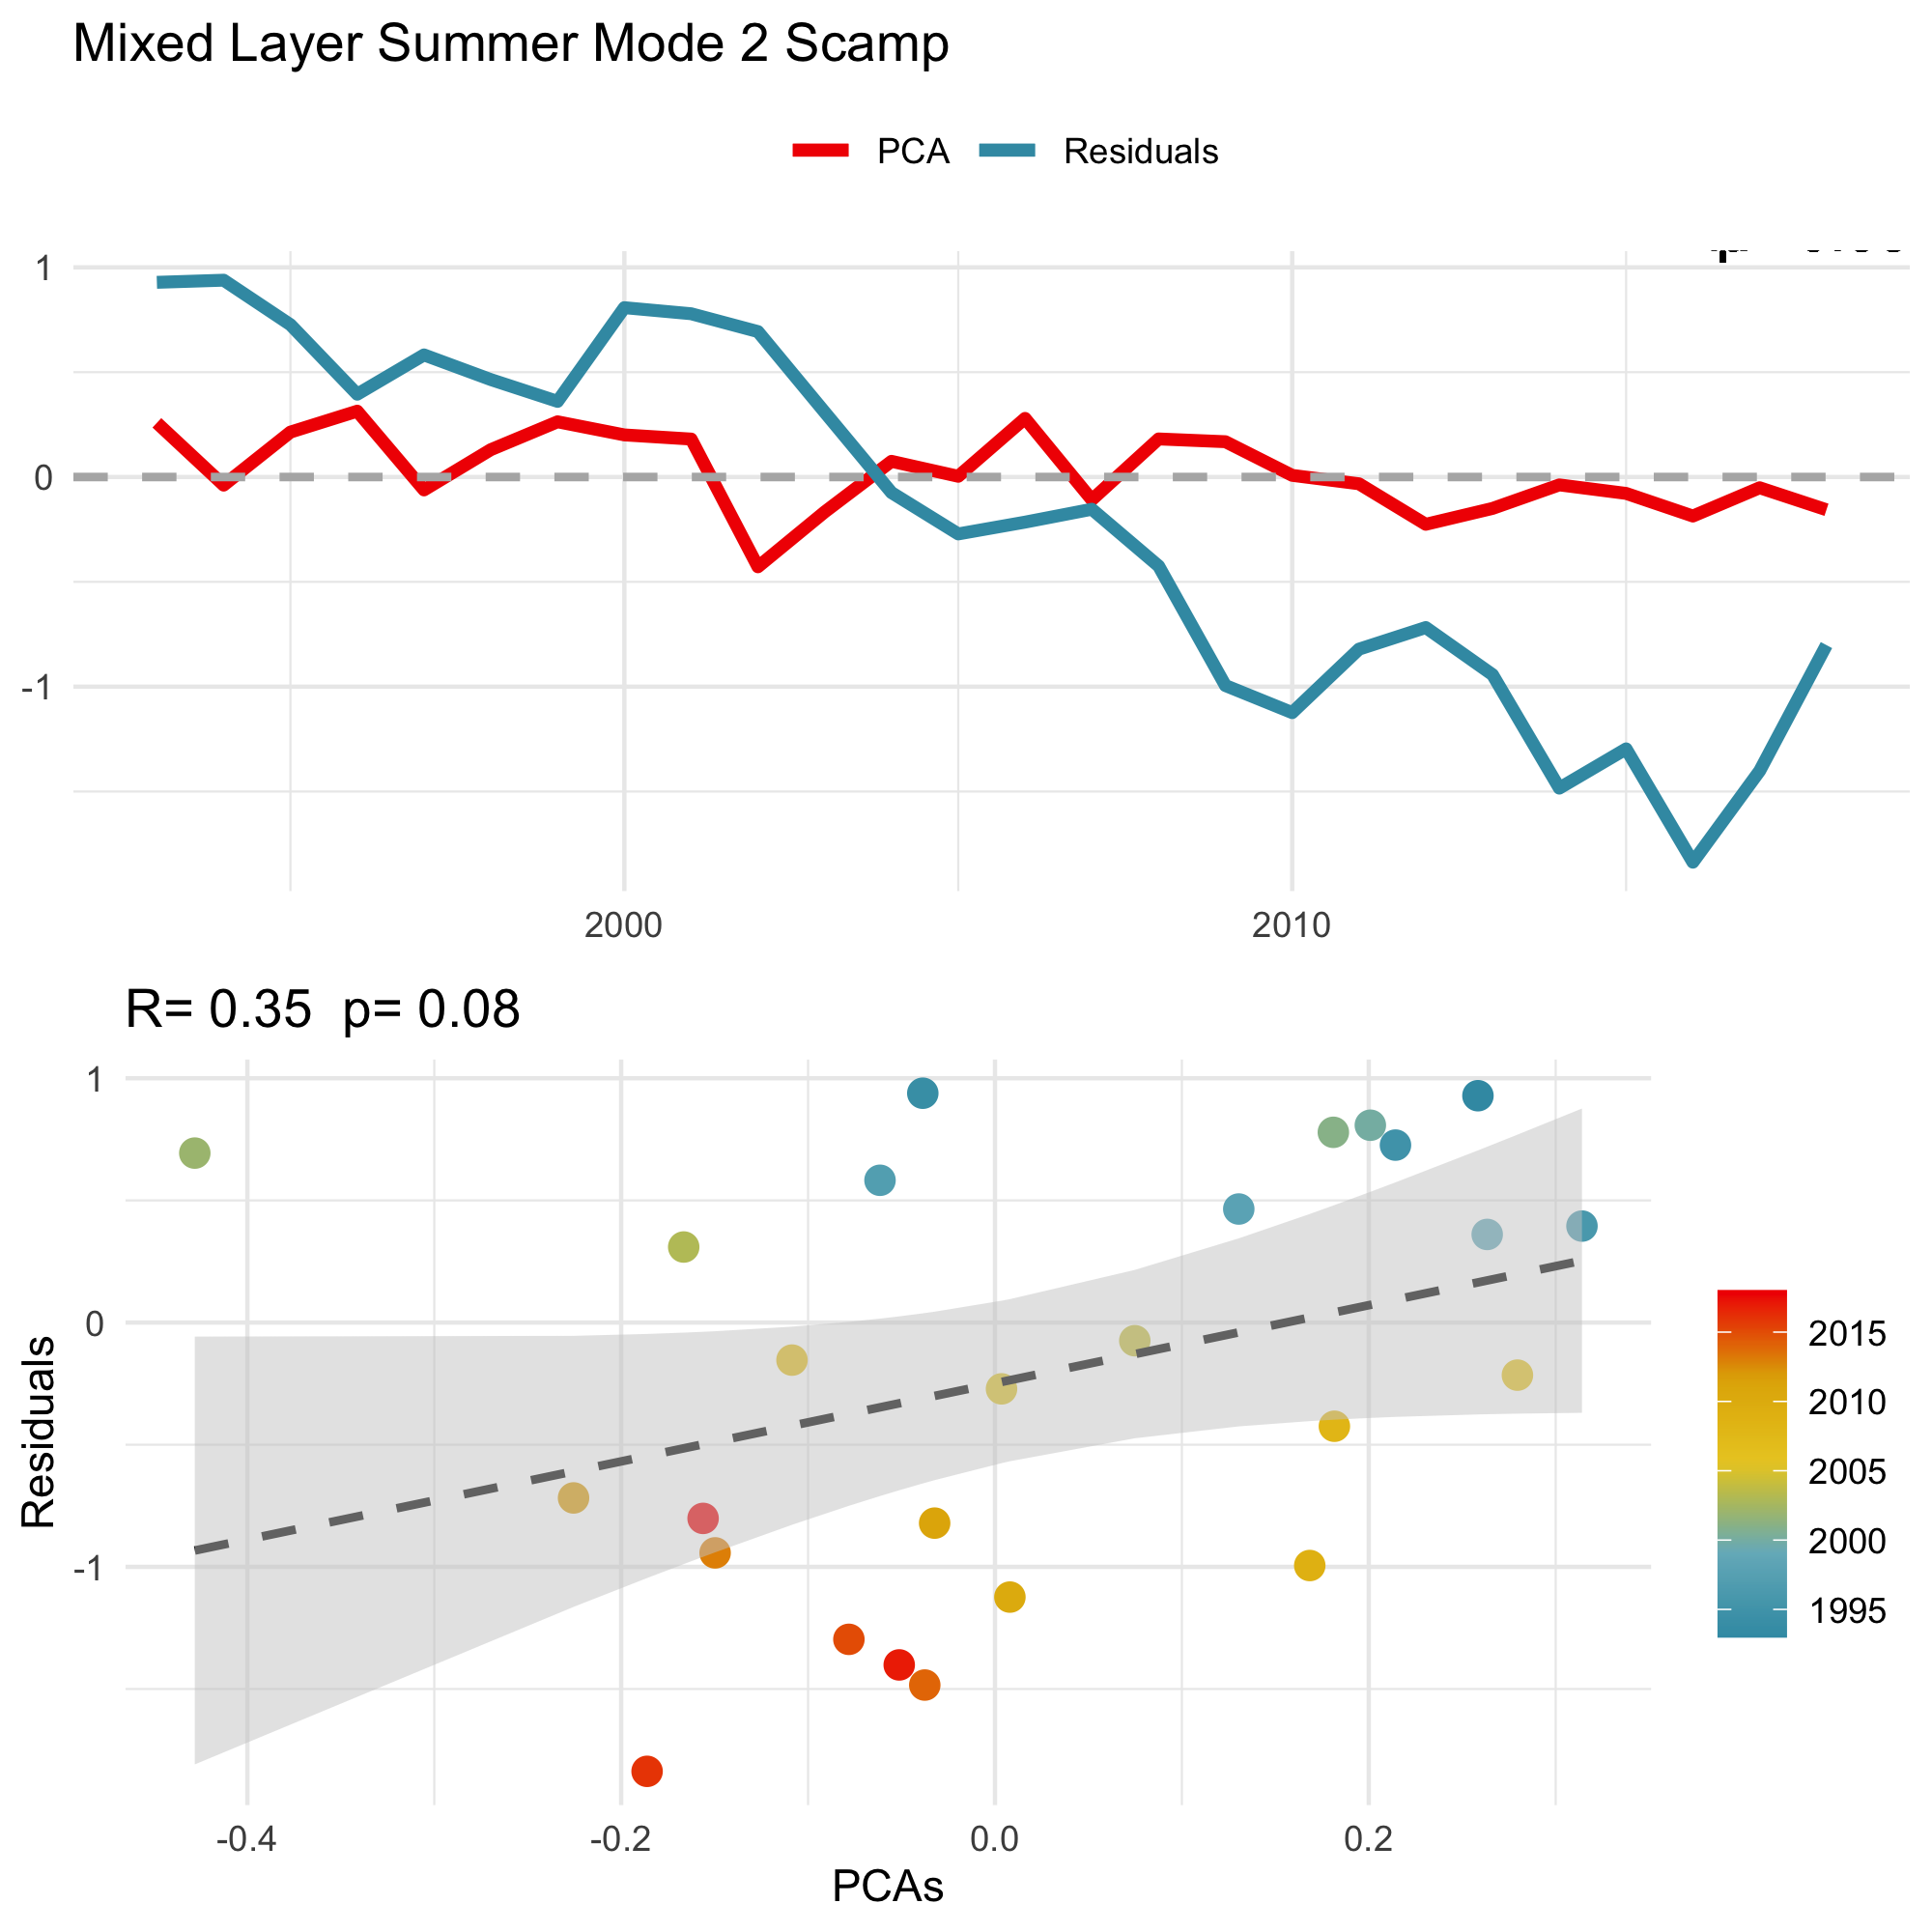 Mixed Layer Summer Mode 2 Scamp
PCA Residuals
1
0
-1
2000 2010
R= 0.35 p= 0.08
1
0
-1
Residuals
-0.4 -0.2 0.0 0.2
PCAs
2015
2010
2005
2000
1995